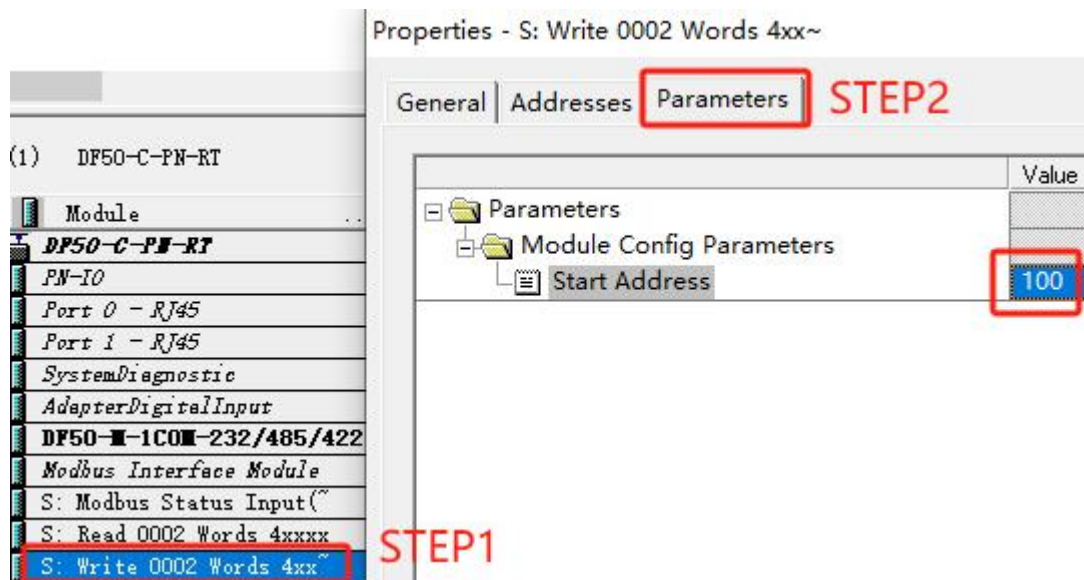 Properties - S: Write 0002 Words 4xx~
General Addresses Parameters STEP2
(1) DF50-C-PN-RT
Value
Module ..
Parameters
DF50-C-PN-RT
Module Config Parameters
PN-IO
Start Address 100
Port 0 - RJ45
Port 1 - RJ45
SystemDiagnostic
AdapterDigitalInput
DF50-M-1COM-232/485/422
Modbus Interface Module
S: Modbus Status Input(~
S: Read 0002 Words 4xxxx
S: Write 0002 Words 4xx~ STEP1